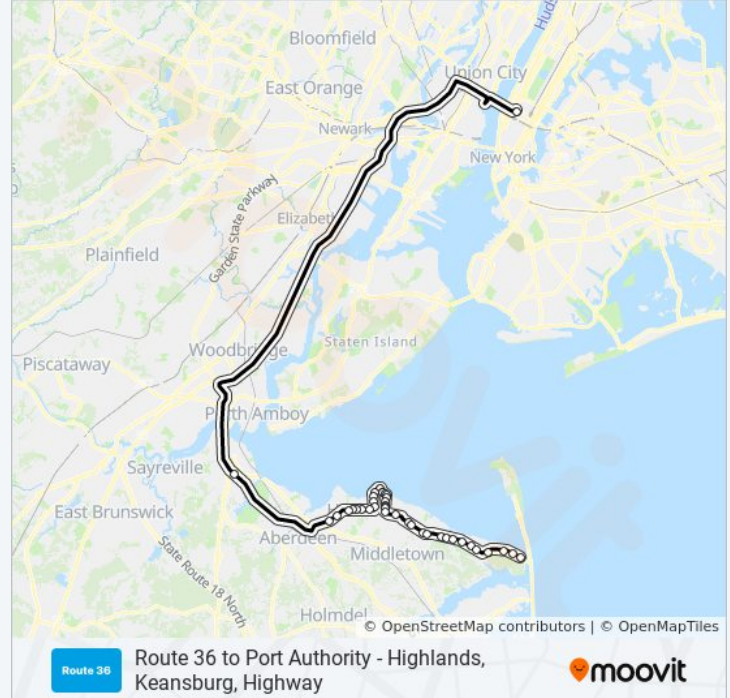 Huds
Bloomfield
Union City
East Orange
Newark
New York
Garden State Parkway
Elizabeth
Plainfield
Woodbridge
Staten Island
Piscataway
Perth Amboy
Sayreville
East Brunswick
Aberdeen
Middletown
State Route 18 North
Holmdel
© OpenStreetMap contributors | © OpenMapTiles
Route 36
Route 36 to Port Authority - Highlands,
Keansburg, Highway
moovit